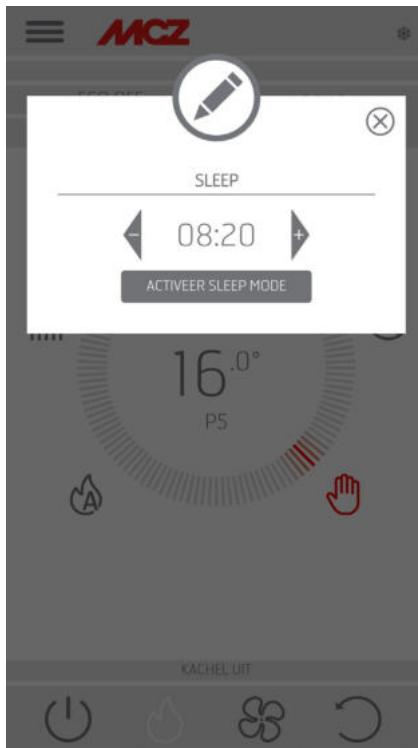 MCZ
SLEEP
- 08:20 +
ACTIVEER SLEEP MODE
16.0°
P5
A
KACHEL UIT